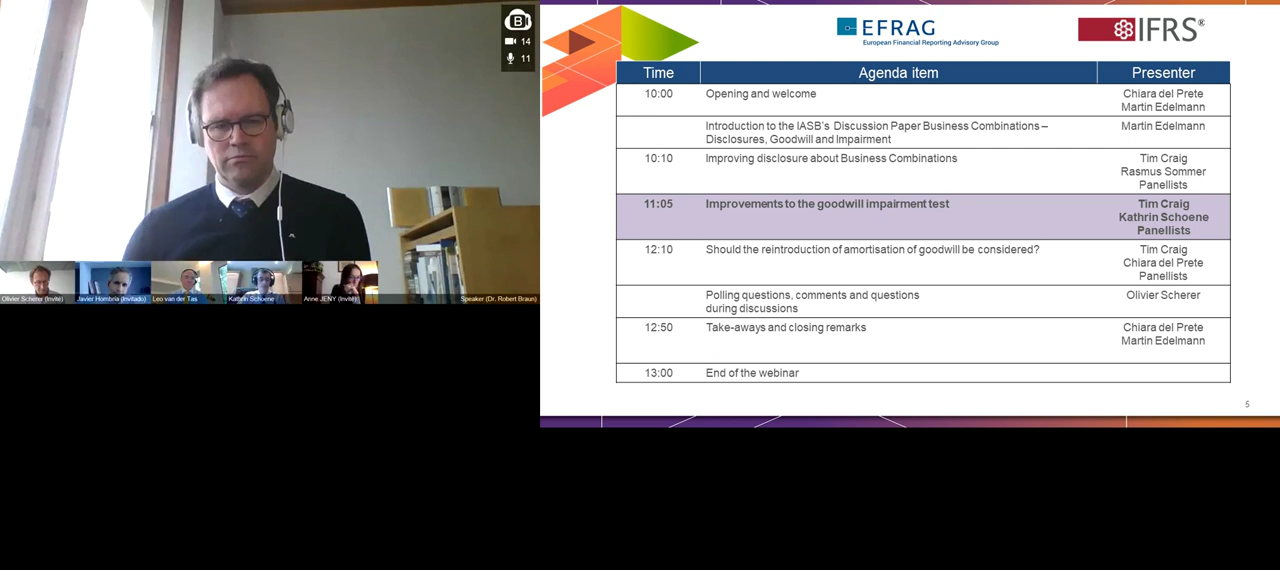 B
14
11
Olivier Scherer (Invité)
Javier Hombria (Invitado)
Leo van der Tas
Kathrin Schoene
Anne JENY (Invité)
Speaker (Dr. Robert Braun)
EFRAG
European Financial Reporting Advisory Group
IFRS®
Time Agenda item Presenter
10:00 Opening and welcome Chiara del Prete
Martin Edelmann
Introduction to the IASB's Discussion Paper Business Combinations – Martin Edelmann
Disclosures, Goodwill and Impairment
10:10 Improving disclosure about Business Combinations Tim Craig
Rasmus Sommer
Panellists
11:05 Improvements to the goodwill impairment test Tim Craig
Kathrin Schoene
Panellists
12:10 Should the reintroduction of amortisation of goodwill be considered? Tim Craig
Chiara del Prete
Panellists
Polling questions, comments and questions Olivier Scherer
during discussions
12:50 Take-aways and closing remarks Chiara del Prete
Martin Edelmann
13:00 End of the webinar
5